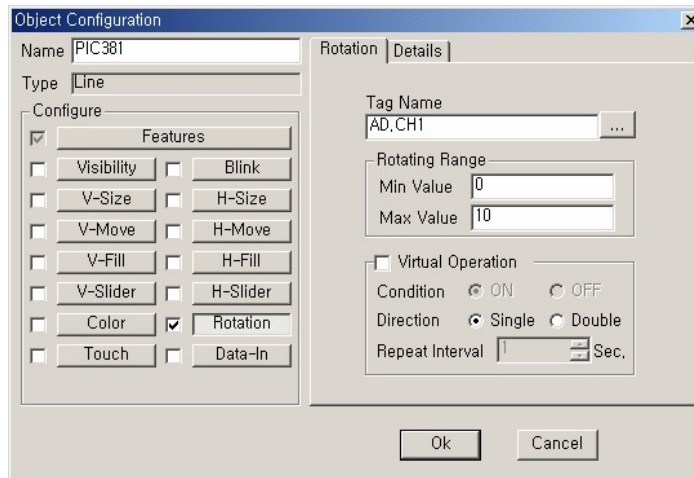 Object Configuration
Name PIC381
Type Line
Configure
Features
Visibility Blink
V-Size H-Size
V-Move H-Move
V-Fill H-Fill
V-Slider H-Slider
Color Rotation
Touch Data-In
Rotation Details
Tag Name
AD.CH1 ...
Rotating Range
Min Value 0
Max Value 10
Virtual Operation
Condition ON OFF
Direction Single Double
Repeat Interval 1 Sec.
Ok Cancel